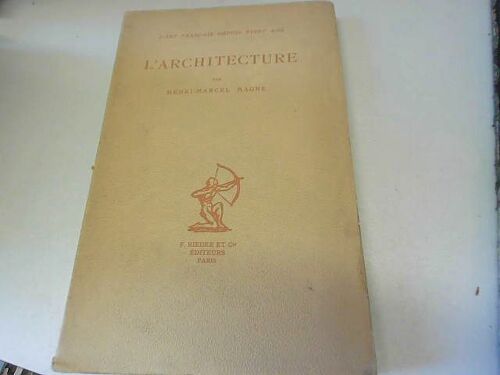 L'ART FRANÇAIS DEPUIS VINGT ANS
L'ARCHITECTURE
PAR
HENRI-MARCEL MAGNE
F. RIEDER ET Cie
ÉDITEURS
PARIS